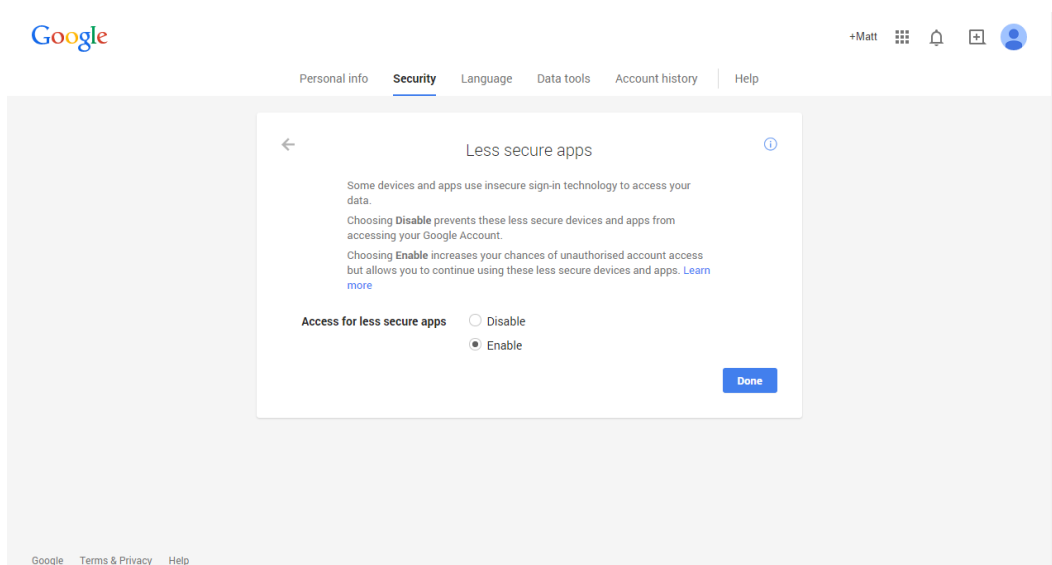 Google
+Matt
Personal info Security Language Data tools Account history Help
Less secure apps
Some devices and apps use insecure sign-in technology to access your
data.
Choosing Disable prevents these less secure devices and apps from
accessing your Google Account.
Choosing Enable increases your chances of unauthorised account access
but allows you to continue using these less secure devices and apps. Learn
more
Access for less secure apps Disable
Enable
Done
Google Terms & Privacy Help